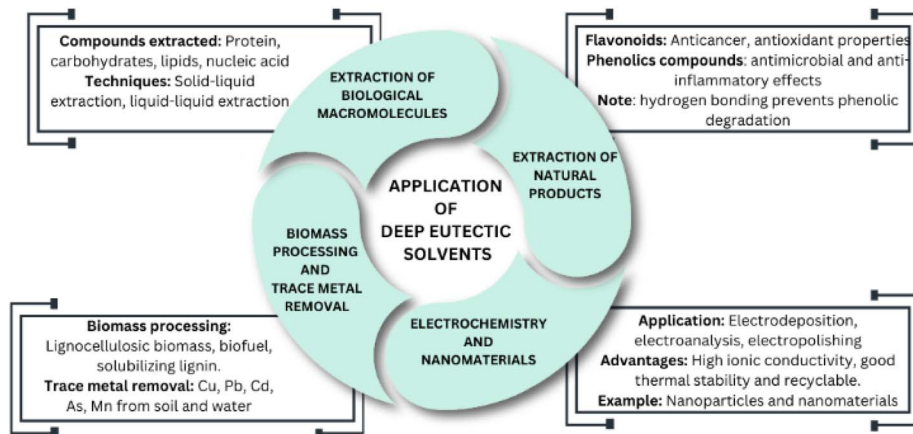 Compounds extracted: Protein,
carbohydrates, lipids, nucleic acid
Techniques: Solid-liquid
extraction, liquid-liquid extraction
EXTRACTION OF
BIOLOGICAL
MACROMOLECULES
Flavonoids: Anticancer, antioxidant properties
Phenolics compounds: antimicrobial and anti-
inflammatory effects
Note: hydrogen bonding prevents phenolic
degradation
EXTRACTION OF
NATURAL
PRODUCTS
APPLICATION
OF
DEEP EUTECTIC
SOLVENTS
BIOMASS
PROCESSING
AND
TRACE METAL
REMOVAL
Biomass processing:
Lignocellulosic biomass, biofuel,
solubilizing lignin.
Trace metal removal: Cu, Pb, Cd,
As, Mn from soil and water
ELECTROCHEMISTRY
AND
NANOMATERIALS
Application: Electrodeposition,
electroanalysis, electropolishing
Advantages: High ionic conductivity, good
thermal stability and recyclable.
Example: Nanoparticles and nanomaterials